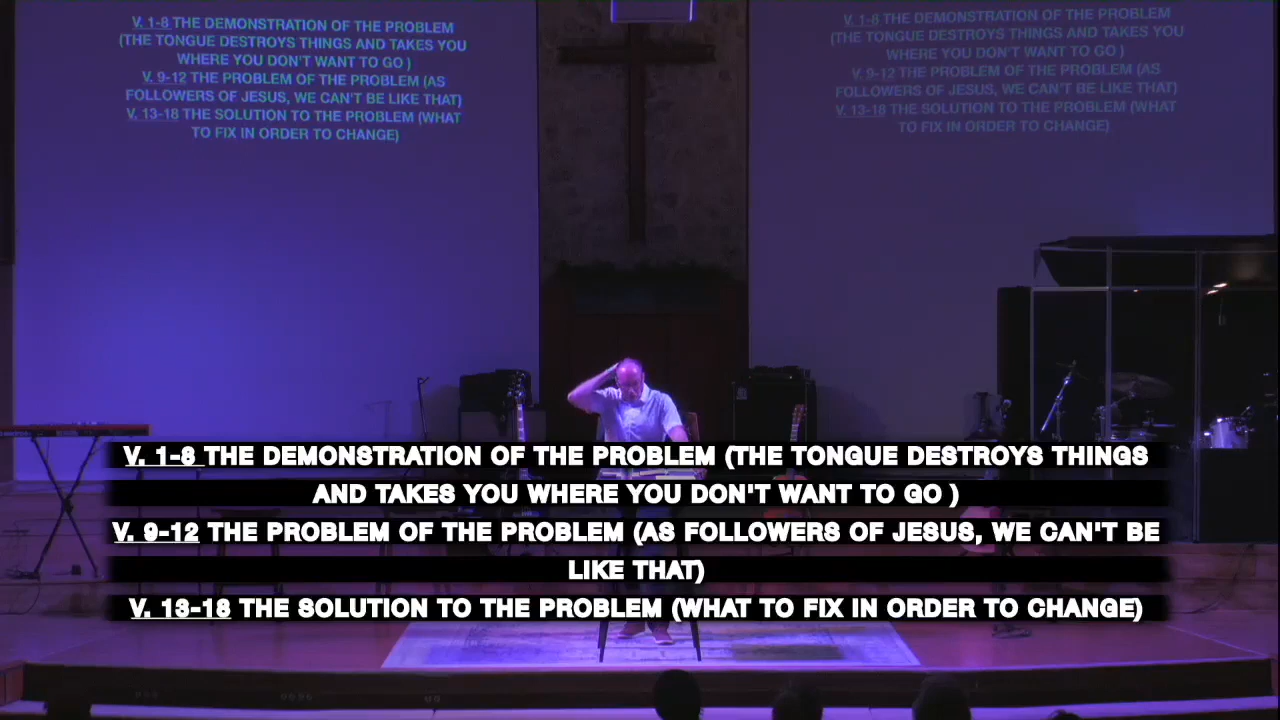 V. 1-8 THE DEMONSTRATION OF THE PROBLEM
(THE TONGUE DESTROYS THINGS AND TAKES YOU
WHERE YOU DON'T WANT TO GO )
V. 9-12 THE PROBLEM OF THE PROBLEM (AS
FOLLOWERS OF JESUS, WE CAN'T BE LIKE THAT)
V. 13-18 THE SOLUTION TO THE PROBLEM (WHAT
TO FIX IN ORDER TO CHANGE)
V. 1-8 THE DEMONSTRATION OF THE PROBLEM
(THE TONGUE DESTROYS THINGS AND TAKES YOU
WHERE YOU DON'T WANT TO GO )
V. 9-12 THE PROBLEM OF THE PROBLEM (AS
FOLLOWERS OF JESUS, WE CAN'T BE LIKE THAT)
V. 13-18 THE SOLUTION TO THE PROBLEM (WHAT
TO FIX IN ORDER TO CHANGE)
V. 1-8 THE DEMONSTRATION OF THE PROBLEM (THE TONGUE DESTROYS THINGS
AND TAKES YOU WHERE YOU DON'T WANT TO GO )
V. 9-12 THE PROBLEM OF THE PROBLEM (AS FOLLOWERS OF JESUS, WE CAN'T BE
LIKE THAT)
V. 13-18 THE SOLUTION TO THE PROBLEM (WHAT TO FIX IN ORDER TO CHANGE)